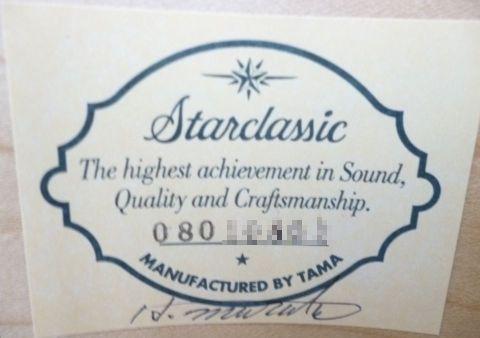 Starclassic
The highest achievement in Sound,
Quality and Craftsmanship.
080
MANUFACTURED BY TAMA